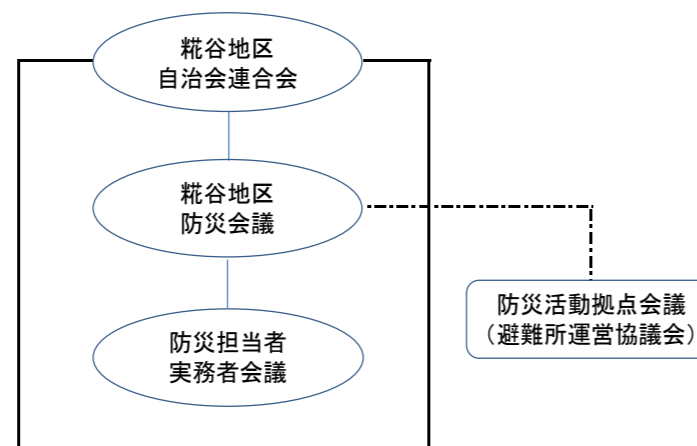 糀谷地区
自治会連合会
糀谷地区
防災会議
防災活動拠点会議
（避難所運営協議会）
防災担当者
実務者会議